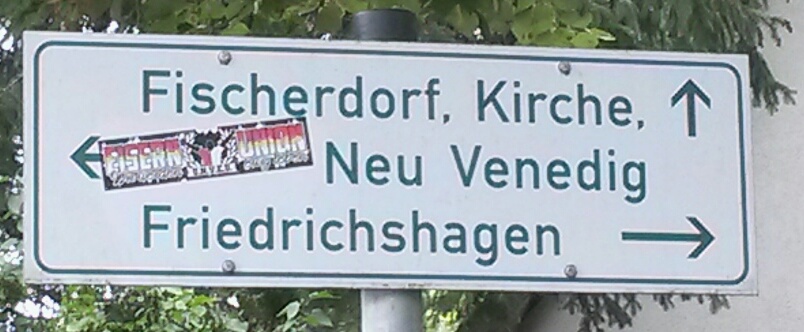 Fischerdorf, Kirche,
EISERN UNION
Neu Venedig
Friedrichshagen